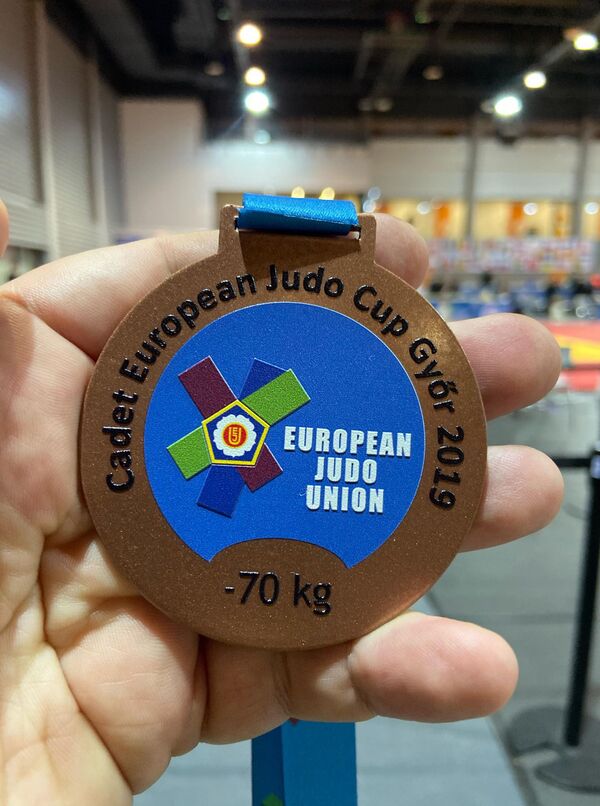 Cadet European Judo Cup Győr 2019
EJU
EUROPEAN
JUDO
UNION
-70 kg